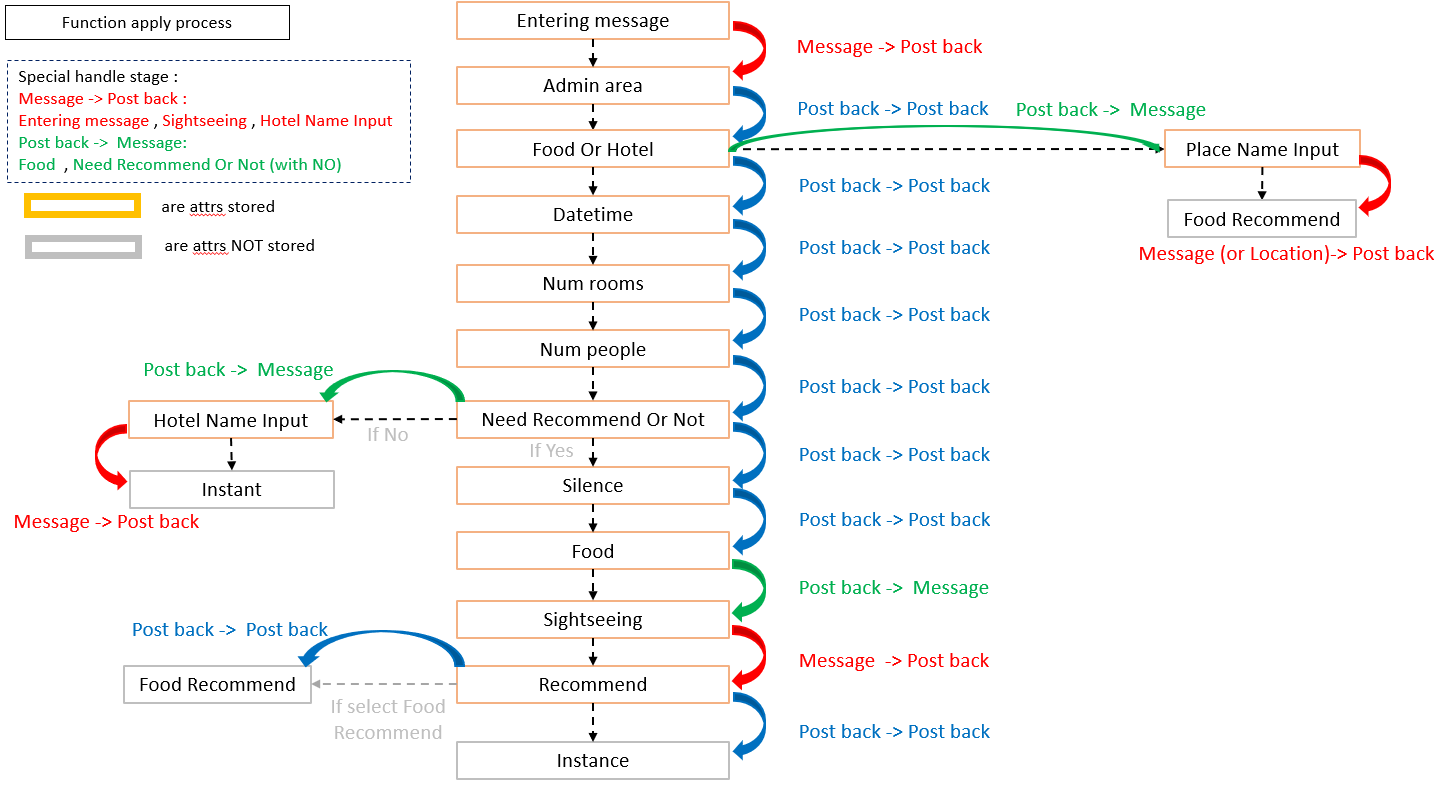 Function apply process
Special handle stage :
Message -> Post back :
Entering message , Sightseeing , Hotel Name Input
Post back -> Message:
Food , Need Recommend Or Not (with NO)
are attrs stored
are attrs NOT stored
Entering message
Message -> Post back
Admin area
Post back -> Post back
Post back -> Message
Food Or Hotel
Place Name Input
Post back -> Post back
Datetime
Food Recommend
Message (or Location)-> Post back
Post back -> Post back
Num rooms
Post back -> Post back
Num people
Post back -> Message
Post back -> Post back
Hotel Name Input
Need Recommend Or Not
If No
If Yes
Post back -> Post back
Instant
Silence
Message -> Post back
Post back -> Post back
Food
Post back -> Message
Sightseeing
Post back -> Post back
Message -> Post back
Food Recommend
Recommend
If select Food
Recommend
Post back -> Post back
Instance